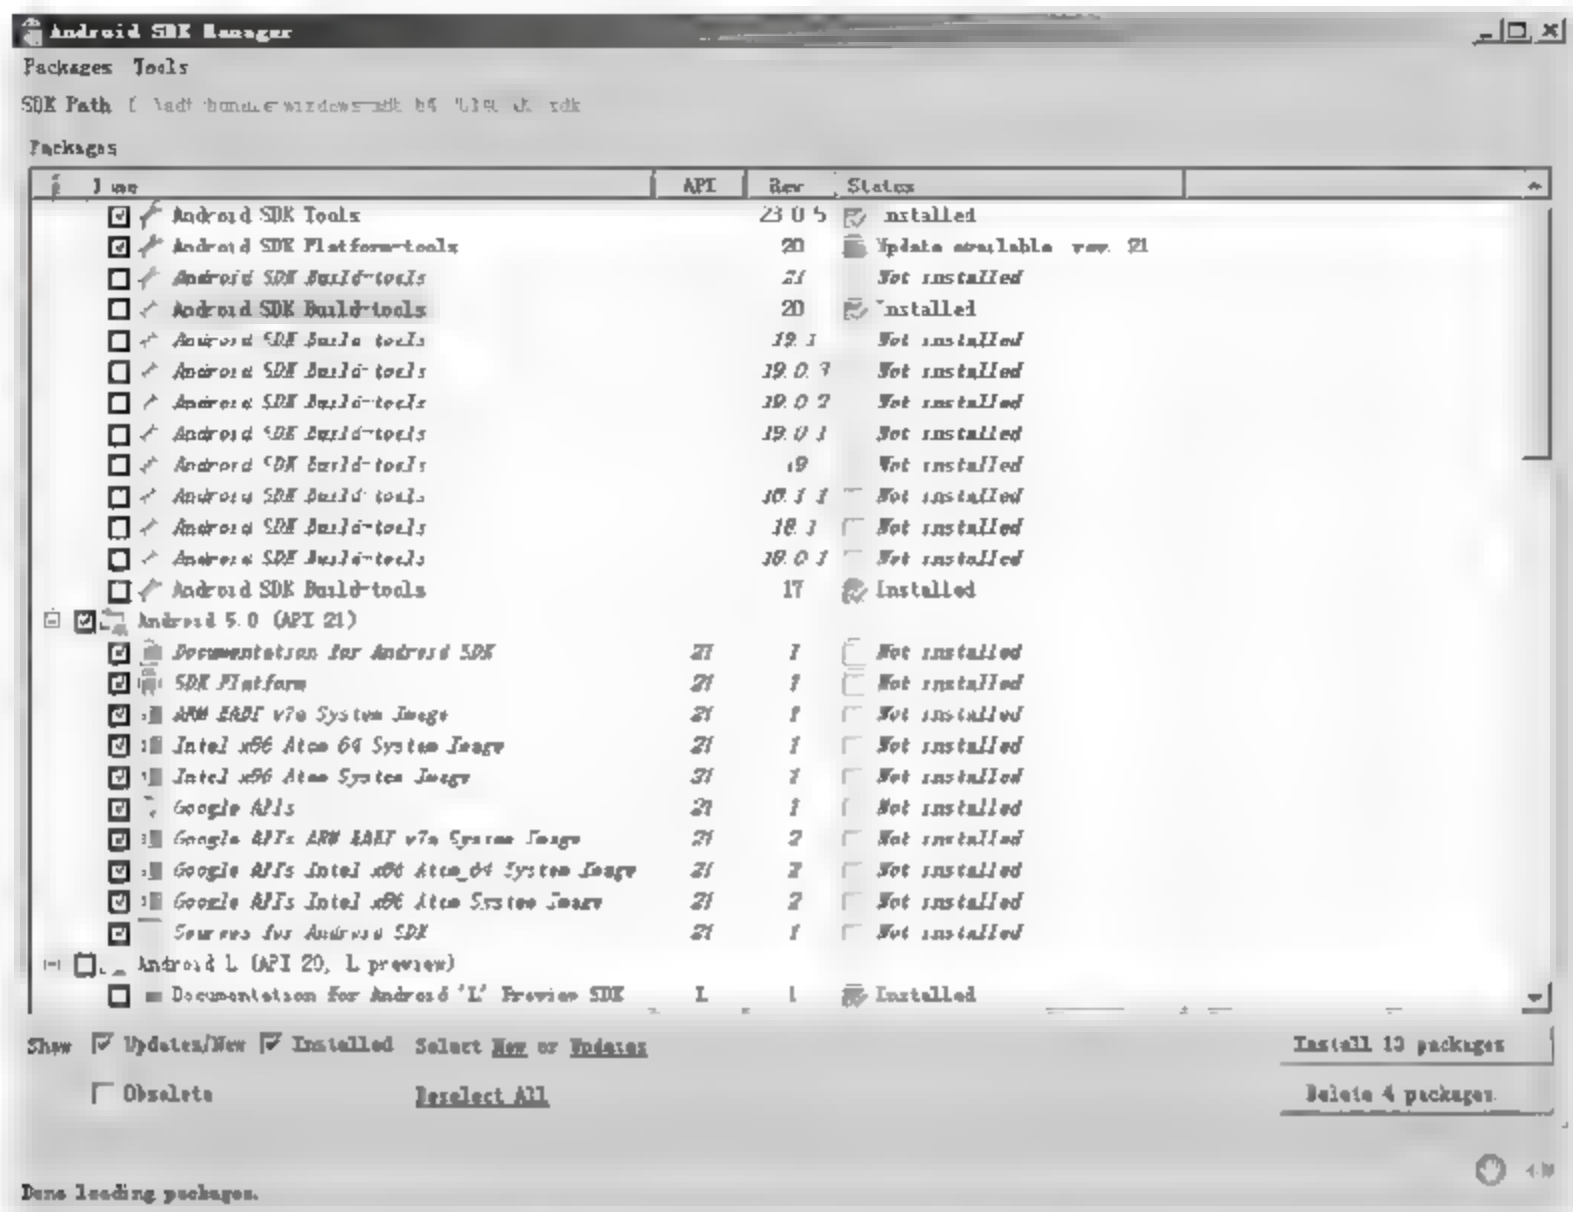 Android SDK Manager
Packages Tools
SDK Path
Packages
API Rev Status
Android SDK Tools 23.0.5 Installed
Android SDK Platform-tools 20 Update available: rev. 21
Android SDK Build-tools 21 Not installed
Android SDK Build-tools 20 Installed
Android SDK Build-tools 19.1 Not installed
Android SDK Build-tools 19.0.3 Not installed
Android SDK Build-tools 19.0.2 Not installed
Android SDK Build-tools 19.0.1 Not installed
Android SDK Build-tools 19 Not installed
Android SDK Build-tools 18.1.1 Not installed
Android SDK Build-tools 18.1 Not installed
Android SDK Build-tools 18.0.1 Not installed
Android SDK Build-tools 17 Installed
Android 5.0 (API 21)
Documentation for Android SDK 21 1 Not installed
SDK Platform 21 1 Not installed
ARM EABI v7a System Image 21 1 Not installed
Intel x86 Atom_64 System Image 21 1 Not installed
Intel x86 Atom System Image 21 1 Not installed
Google APIs 21 1 Not installed
Google APIs ARM EABI v7a System Image 21 2 Not installed
Google APIs Intel x86 Atom_64 System Image 21 2 Not installed
Google APIs Intel x86 Atom System Image 21 2 Not installed
Sources for Android SDK 21 1 Not installed
Android L (API 20, L preview)
Documentation for Android 'L' Preview SDK L 1 Installed
Show: Updates/New Installed Select New or Updates Install 13 packages
Obsolete Deselect All Delete 4 packages.
Done loading packages.